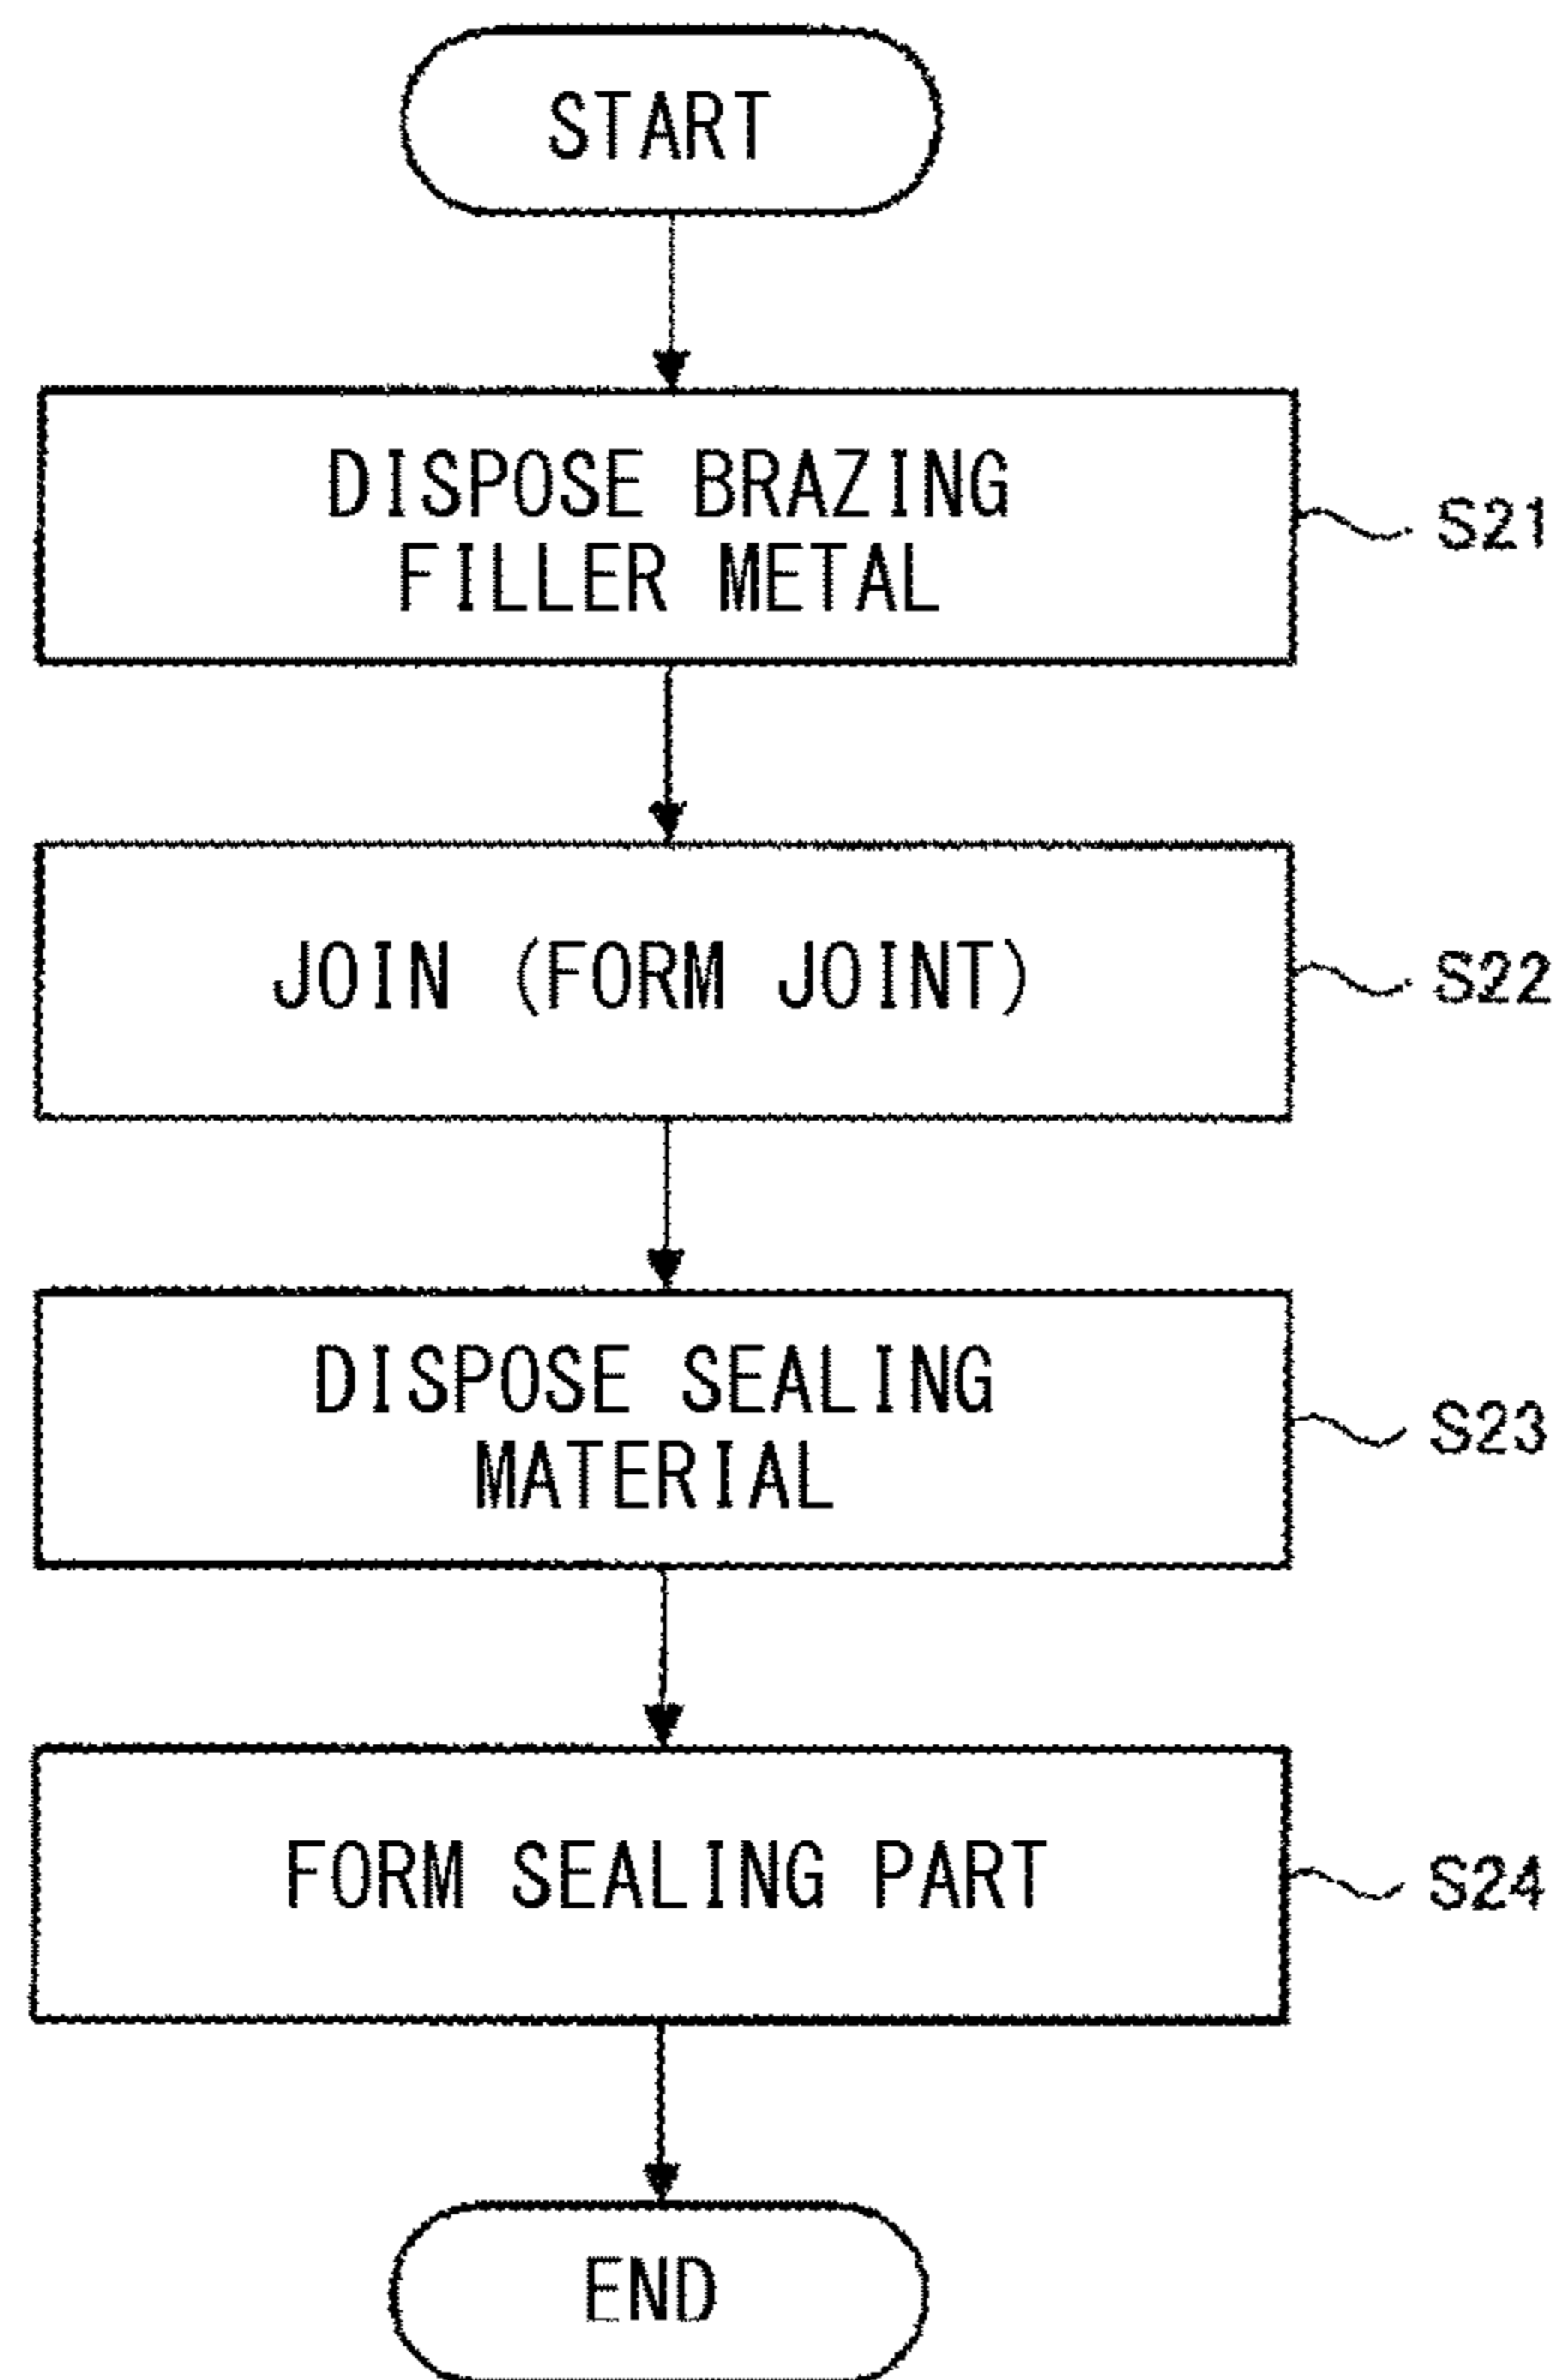 START
DISPOSE BRAZING
FILLER METAL
S21
JOIN (FORM JOINT)
S22
DISPOSE SEALING
MATERIAL
S23
FORM SEALING PART
S24
END